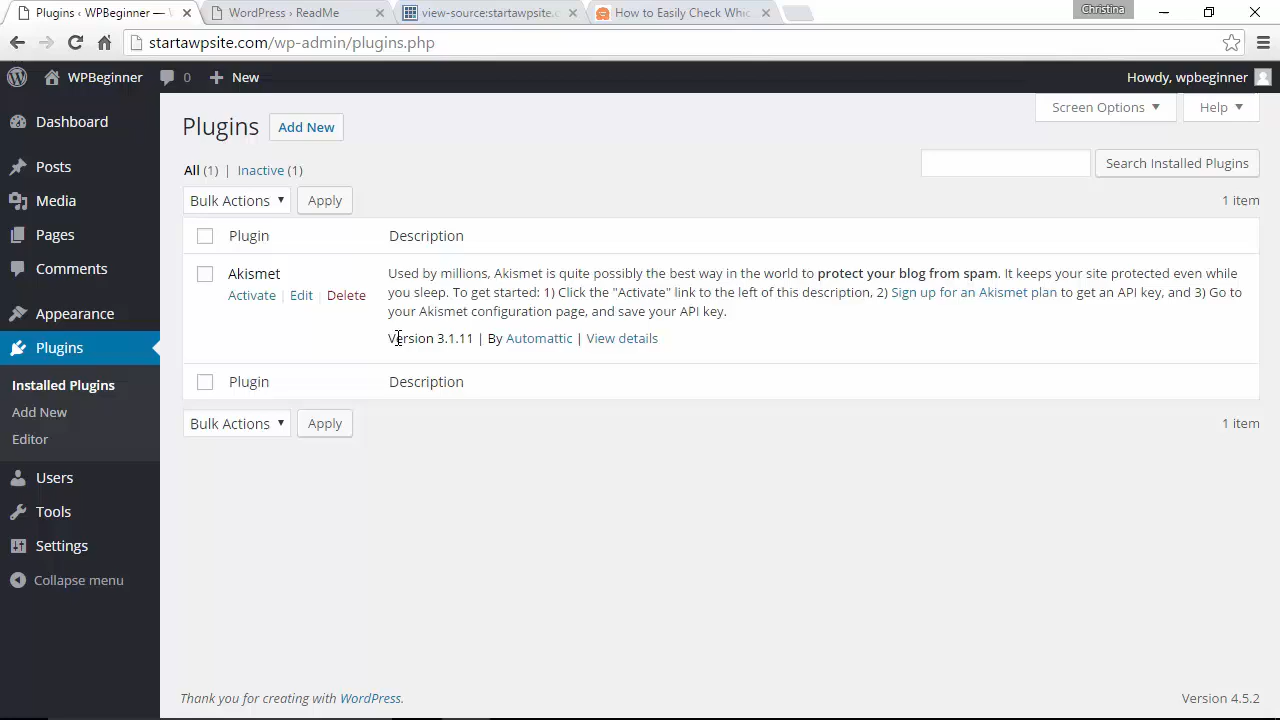 Plugins ‹ WPBeginner —
WordPress › ReadMe
view-source:startawpsite.c
How to Easily Check Whic
Christina
startawpsite.com/wp-admin/plugins.php
WPBeginner
0
New
Howdy, wpbeginner
Dashboard
Posts
Media
Pages
Comments
Appearance
Plugins
Installed Plugins
Add New
Editor
Users
Tools
Settings
Collapse menu
Screen Options
Help
Plugins
Add New
All (1) | Inactive (1)
Search Installed Plugins
Bulk Actions
Apply
1 item
Plugin
Description
Akismet
Activate | Edit | Delete
Used by millions, Akismet is quite possibly the best way in the world to protect your blog from spam. It keeps your site protected even while
you sleep. To get started: 1) Click the "Activate" link to the left of this description, 2) Sign up for an Akismet plan to get an API key, and 3) Go to
your Akismet configuration page, and save your API key.
Version 3.1.11 | By Automattic | View details
Plugin
Description
Bulk Actions
Apply
1 item
Thank you for creating with WordPress.
Version 4.5.2